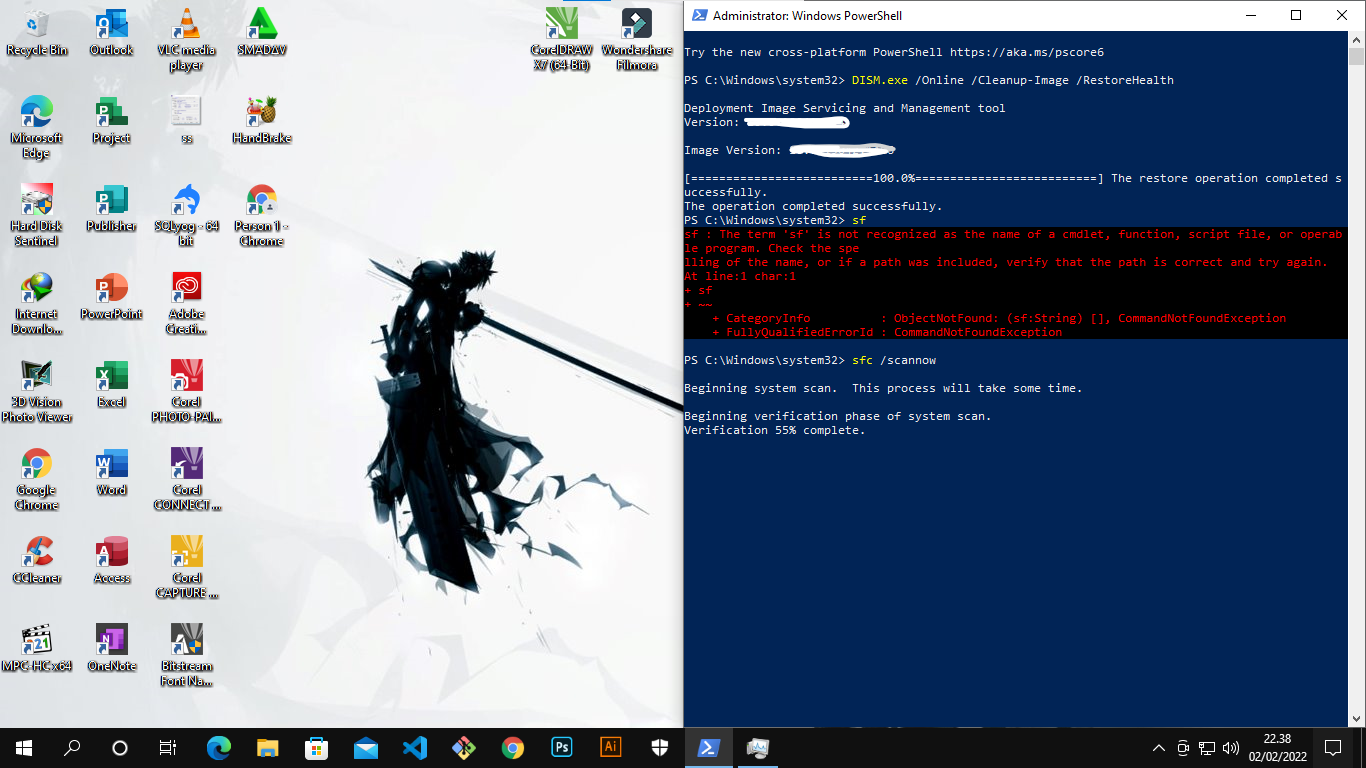 Recycle Bin
Outlook
VLC media
player
SMADΔV
CorelDRAW
X7 (64-Bit)
Wondershare
Filmora
Microsoft
Edge
Project
ss
HandBrake
Hard Disk
Sentinel
Publisher
SQLyog - 64
bit
Person 1 -
Chrome
Internet
Downlo...
PowerPoint
Adobe
Creati...
3D Vision
Photo Viewer
Excel
Corel
PHOTO-PAI...
Google
Chrome
Word
Corel
CONNECT ...
CCleaner
Access
Corel
CAPTURE ...
MPC-HC x64
OneNote
Bitstream
Font Na...
Administrator: Windows PowerShell
Try the new cross-platform PowerShell https://aka.ms/pscore6
PS C:\Windows\system32> DISM.exe /Online /Cleanup-Image /RestoreHealth
Deployment Image Servicing and Management tool
Version:
Image Version:
[==========================100.0%==========================] The restore operation completed s
uccessfully.
The operation completed successfully.
PS C:\Windows\system32> sf
sf : The term 'sf' is not recognized as the name of a cmdlet, function, script file, or operab
le program. Check the spe
lling of the name, or if a path was included, verify that the path is correct and try again.
At line:1 char:1
+ sf
+ ~~
+ CategoryInfo : ObjectNotFound: (sf:String) [], CommandNotFoundException
+ FullyQualifiedErrorId : CommandNotFoundException
PS C:\Windows\system32> sfc /scannow
Beginning system scan.  This process will take some time.
Beginning verification phase of system scan.
Verification 55% complete.
Ps
Ai
22.38
02/02/2022